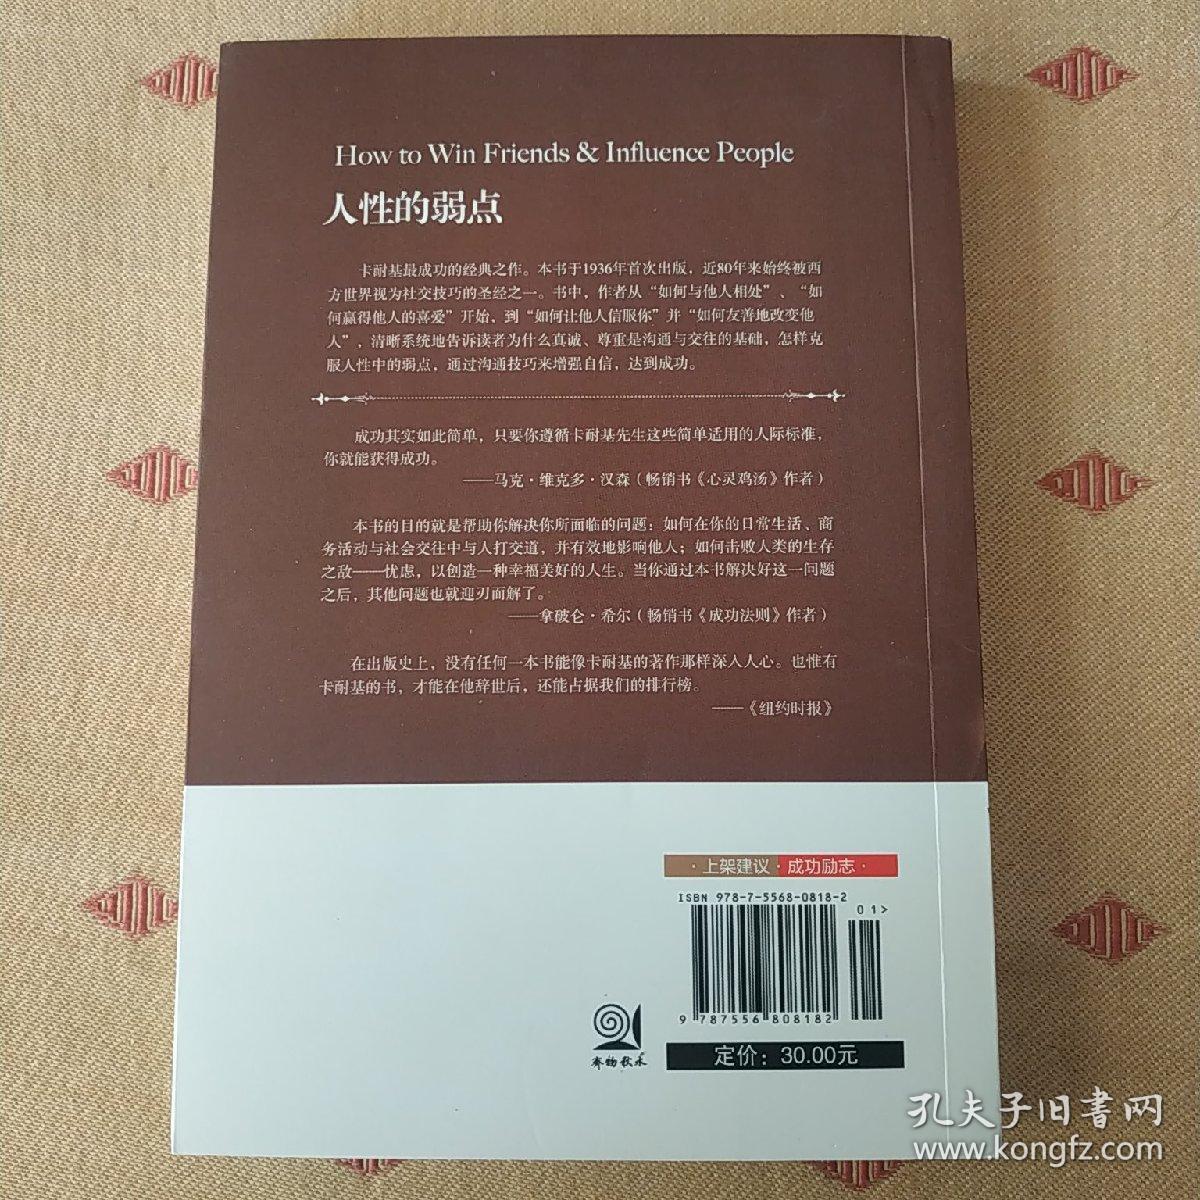 How to Win Friends & Influence People
人性的弱点
卡耐基最成功的经典之作。本书于1936年首次出版，近80年来始终被西
方世界视为社交技巧的圣经之一。书中，作者从“如何与他人相处”、“如
何赢得他人的喜爱”开始，到“如何让他人信服你”并“如何友善地改变他
人”，清晰系统地告诉读者为什么真诚、尊重是沟通与交往的基础，怎样克
服人性中的弱点，通过沟通技巧来增强自信，达到成功。
成功其实如此简单，只要你遵循卡耐基先生这些简单适用的人际标准，
你就能获得成功。
——马克·维克多·汉森（畅销书《心灵鸡汤》作者）
本书的目的就是帮助你解决你所面临的问题：如何在你的日常生活、商
务活动与社会交往中与人打交道，并有效地影响他人；如何击败人类的生存
之敌——忧虑，以创造一种幸福美好的人生。当你通过本书解决好这一问题
之后，其他问题也就迎刃而解了。
——拿破仑·希尔（畅销书《成功法则》作者）
在出版史上，没有任何一本书能像卡耐基的著作那样深入人心。也惟有
卡耐基的书，才能在他辞世后，还能占据我们的排行榜。
——《纽约时报》
·上架建议·成功励志·
ISBN 978-7-5568-0818-2
01>
9 787556 808182
定价：30.00元
孔夫子旧書网
www.kongfz.com